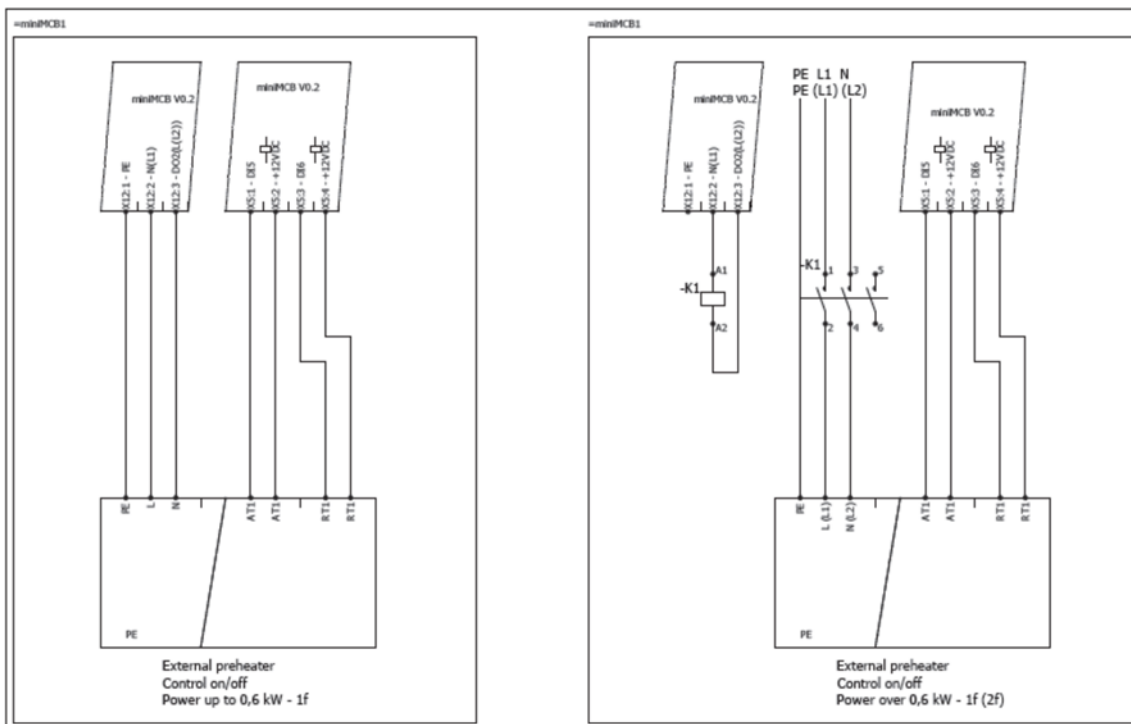 =miniMCB1
miniMCB V0.2
X12:1 - PE
X12:2 - N(L1)
X12:3 - DO2(L(L2))
miniMCB V0.2
X5:1 - DI5
X5:2 - +12VDC
X5:3 - DI6
X5:4 - +12VDC
PE
L
N
AT1
AT1
RT1
RT1
PE
External preheater
Control on/off
Power up to 0,6 kW - 1f
=miniMCB1
miniMCB V0.2
X12:1 - PE
X12:2 - N(L1)
X12:3 - DO2(L(L2))
PE L1 N
PE (L1) (L2)
miniMCB V0.2
X5:1 - DI5
X5:2 - +12VDC
X5:3 - DI6
X5:4 - +12VDC
-K1
A1
A2
-K1
1
3
5
2
4
6
PE
L (L1)
N (L2)
AT1
AT1
RT1
RT1
PE
External preheater
Control on/off
Power over 0,6 kW - 1f (2f)